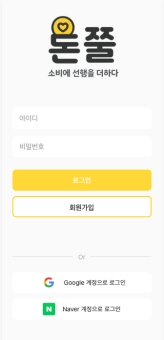 돈쭐
소비에 선행을 더하다
아이디
비밀번호
로그인
회원가입
Or
Google 계정으로 로그인
N
Naver 계정으로 로그인